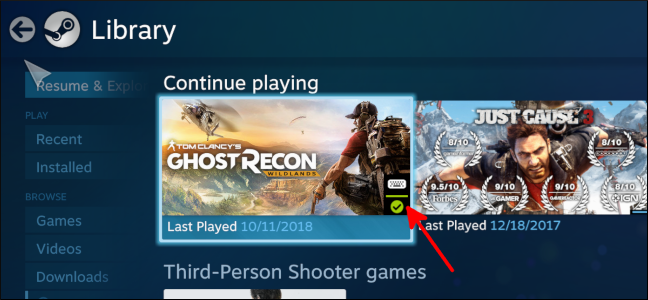 Library
Resume & Explo
Continue playing
PLAY
Recent
Installed
BROWSE
Games
Videos
Downloads
TOM CLANCY'S
GHOST RECON
WILDLANDS
Last Played 10/11/2018
JUST CAUSE 3
8/10
8/10
8/10
9.5/10
Forbes
9/10
GAMER
9/10
8/10
IGN
Last Played 12/18/2017
Third-Person Shooter games